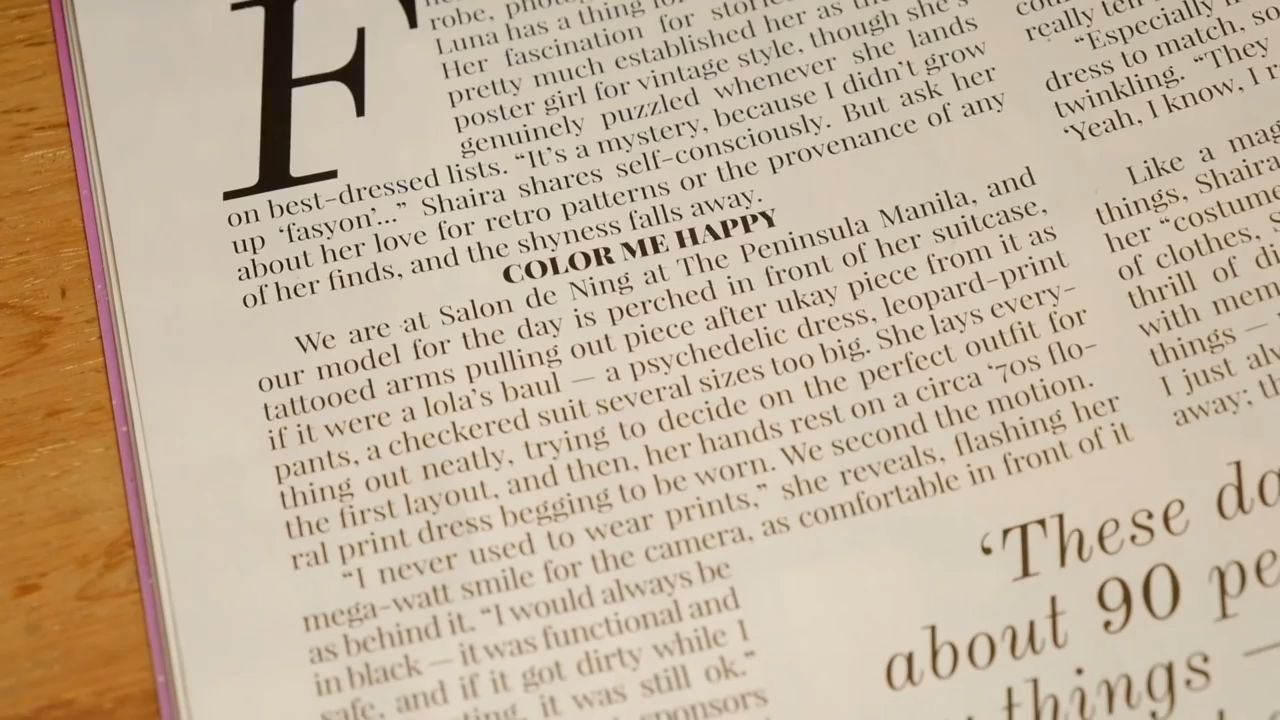 F
robe,
Luna has a thing
Her fascination for
pretty much established her as
poster girl for vintage style, though she's
genuinely puzzled whenever she lands
on best-dressed lists. “It's a mystery, because I didn't grow
up ‘fasyon’...” Shaira shares self-consciously. But ask her
about her love for retro patterns or the provenance of any
of her finds, and the shyness falls away.
COLOR ME HAPPY
We are at Salon de Ning at The Peninsula Manila, and
our model for the day is perched in front of her suitcase,
tattooed arms pulling out piece after ukay piece from it as
if it were a lola's baul — a psychedelic dress, leopard-print
pants, a checkered suit several sizes too big. She lays every-
thing out neatly, trying to decide on the perfect outfit for
the first layout, and then, her hands rest on a circa ‘70s flo-
ral print dress begging to be worn. We second the motion.
“I never used to wear prints,” she reveals, flashing her
mega-watt smile for the camera, as comfortable in front of it
as behind it. “I would always be
in black — it was functional and
safe, and if it got dirty while I
it was still ok.”
sponsors
really
“Especially
dress to match,
twinkling. “They
‘Yeah, I know, I
Like a
things, Shaira
her
of clothes,
thrill of
with
things —
I just
away;
‘These
about 90
things —